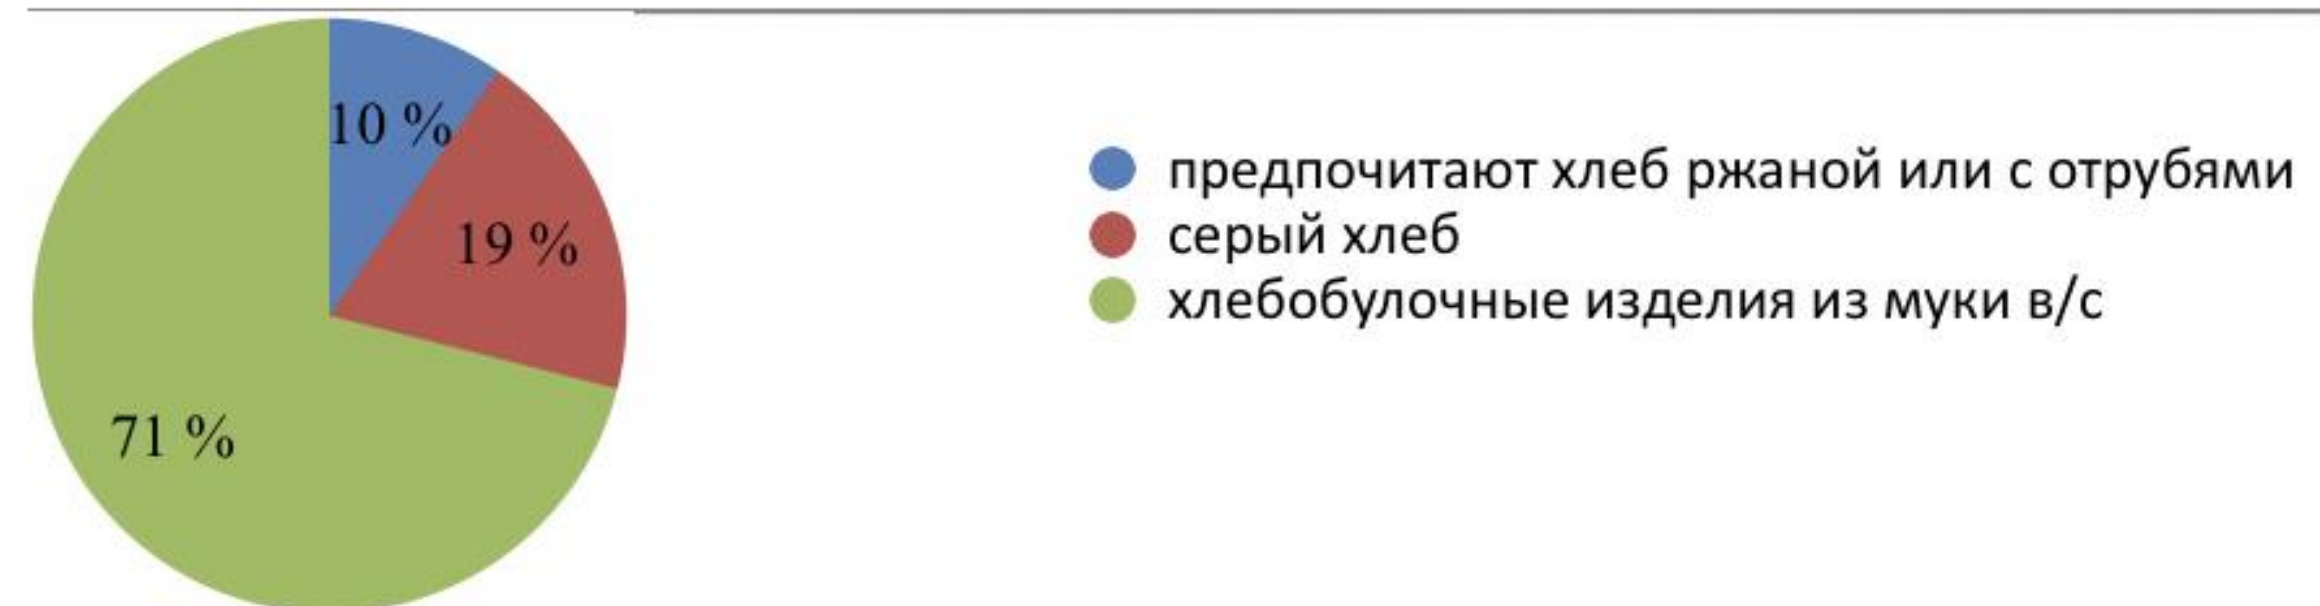 10 %
19 %
71 %
предпочитают хлеб ржаной или с отрубями
серый хлеб
хлебобулочные изделия из муки в/с